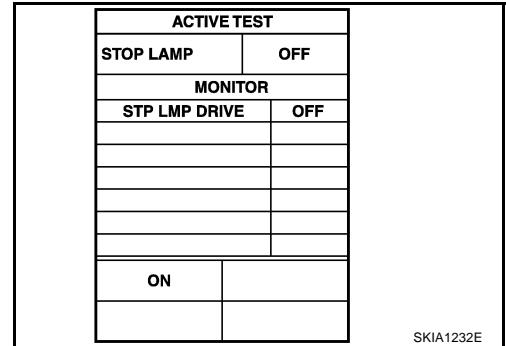 ACTIVE TEST
STOP LAMP OFF
MONITOR
STP LMP DRIVE OFF
ON
SKIA1232E